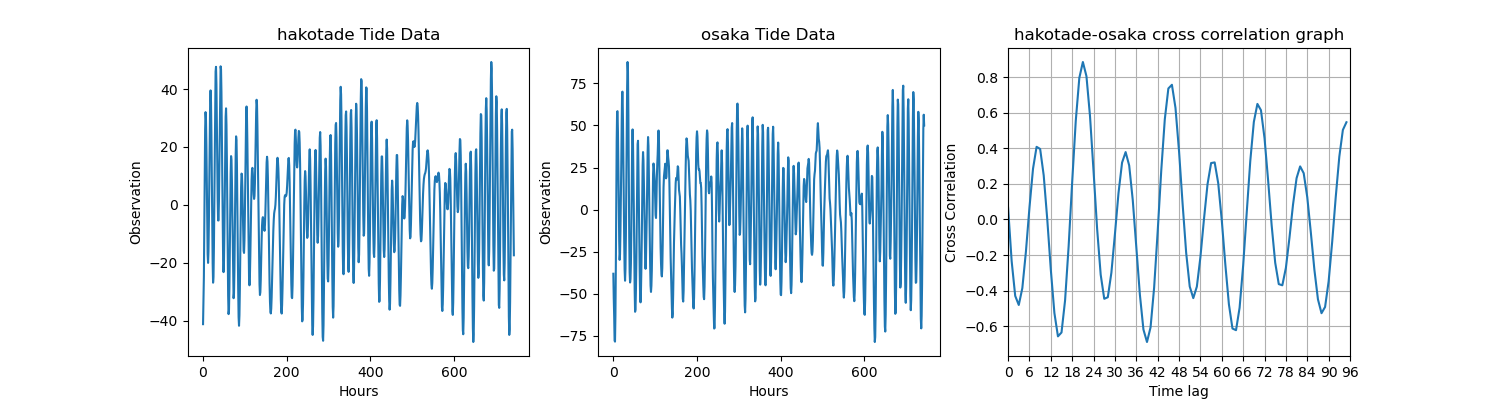 hakotade Tide Data
Observation
40
20
0
−20
−40
0 200 400 600
Hours
osaka Tide Data
Observation
75
50
25
0
−25
−50
−75
0 200 400 600
Hours
hakotade-osaka cross correlation graph
Cross Correlation
0.8
0.6
0.4
0.2
0.0
−0.2
−0.4
−0.6
0 6 12 18 24 30 36 42 48 54 60 66 72 78 84 90 96
Time lag